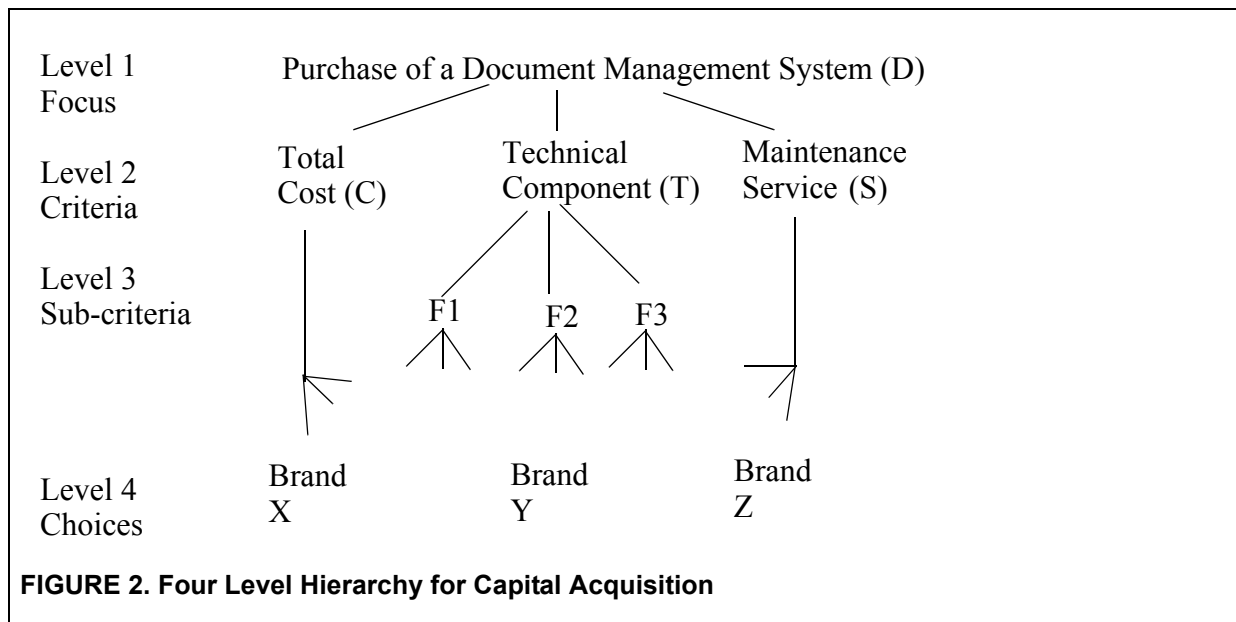 Level 1
Focus
Purchase of a Document Management System (D)
Level 2
Criteria
Total
Cost (C)
Technical
Component (T)
Maintenance
Service (S)
Level 3
Sub-criteria
F1
F2
F3
Level 4
Choices
Brand
X
Brand
Y
Brand
Z
FIGURE 2. Four Level Hierarchy for Capital Acquisition